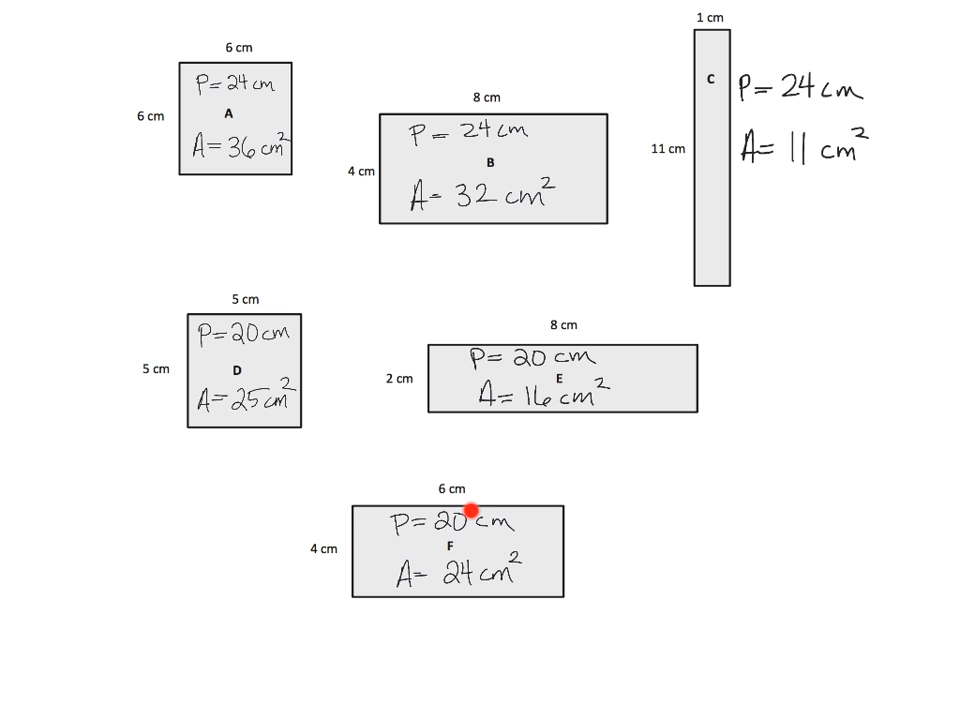 6 cm
6 cm
P= 24 cm
A
A= 36 cm²
8 cm
4 cm
P = 24 cm
B
A= 32 cm²
1 cm
11 cm
C
P= 24 cm
A= 11 cm²
5 cm
5 cm
P= 20 cm
D
A= 25 cm²
8 cm
2 cm
P= 20 cm
E
A= 16 cm²
6 cm
4 cm
P= 20 cm
F
A= 24 cm²